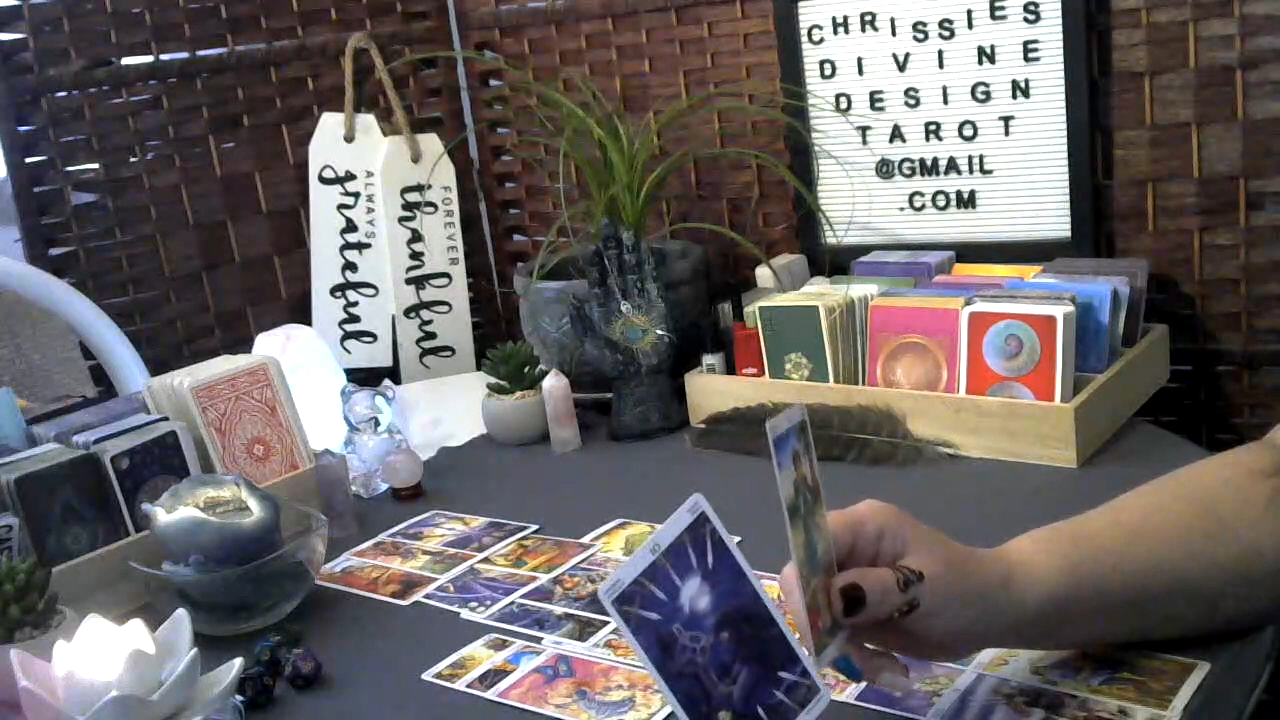 CHRISSIES
DIVINE
DESIGN
TAROT
@GMAIL
.COM
ALWAYS
grateful
FOREVER
thankful